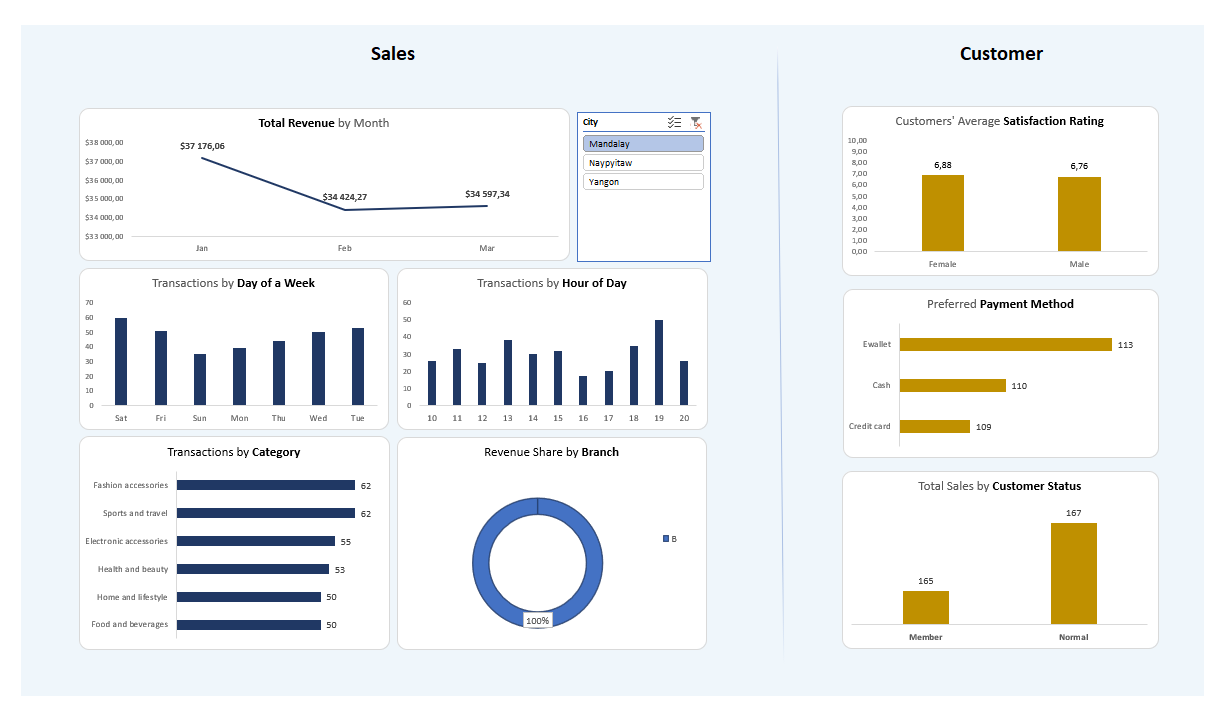 Sales
Customer
Total Revenue by Month
$38 000,00
$37 000,00
$36 000,00
$35 000,00
$34 000,00
$33 000,00
$37 176,06
$34 424,27
$34 597,34
Jan Feb Mar
City
Mandalay
Naypyitaw
Yangon
Customers' Average Satisfaction Rating
10,00
9,00
8,00
7,00
6,00
5,00
4,00
3,00
2,00
1,00
0,00
6,88
6,76
Female Male
Transactions by Day of a Week
70
60
50
40
30
20
10
0
Sat Fri Sun Mon Thu Wed Tue
Transactions by Hour of Day
60
50
40
30
20
10
0
10 11 12 13 14 15 16 17 18 19 20
Preferred Payment Method
Ewallet 113
Cash 110
Credit card 109
Transactions by Category
Fashion accessories 62
Sports and travel 62
Electronic accessories 55
Health and beauty 53
Home and lifestyle 50
Food and beverages 50
Revenue Share by Branch
B
100%
Total Sales by Customer Status
167
165
Member Normal